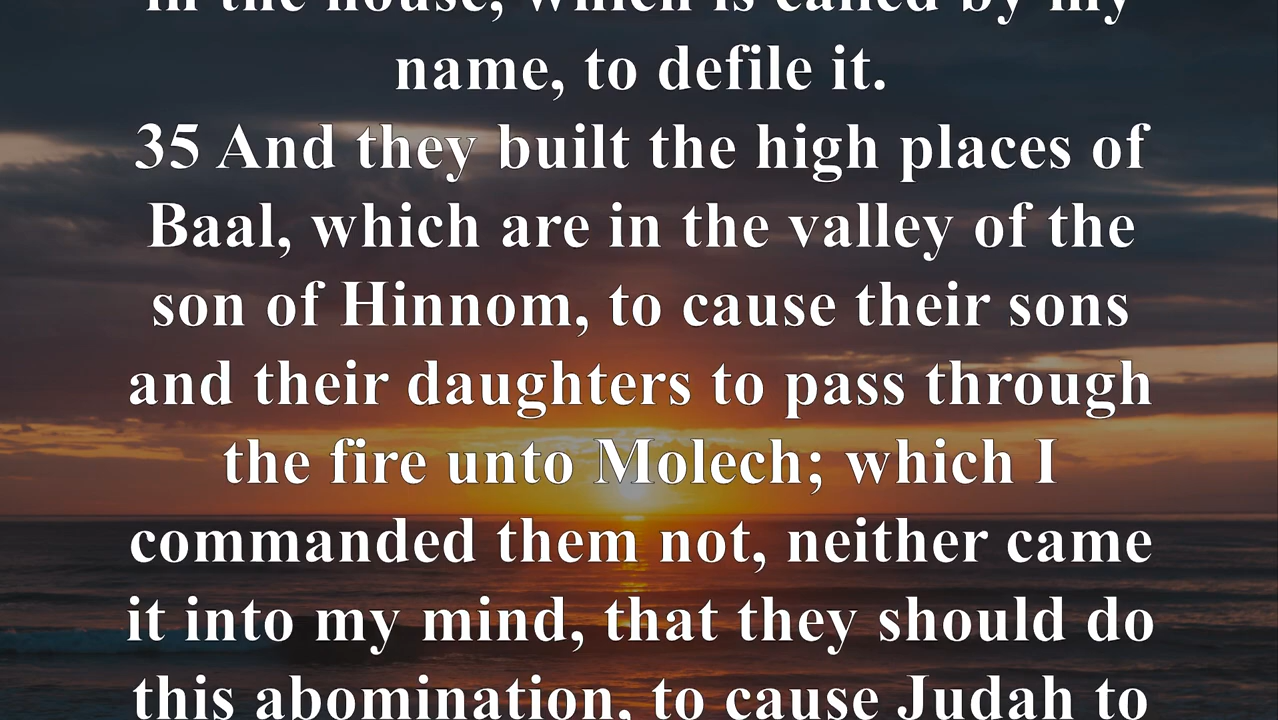 in the house, which is called by my
name, to defile it.
35 And they built the high places of
Baal, which are in the valley of the
son of Hinnom, to cause their sons
and their daughters to pass through
the fire unto Molech; which I
commanded them not, neither came
it into my mind, that they should do
this abomination, to cause Judah to